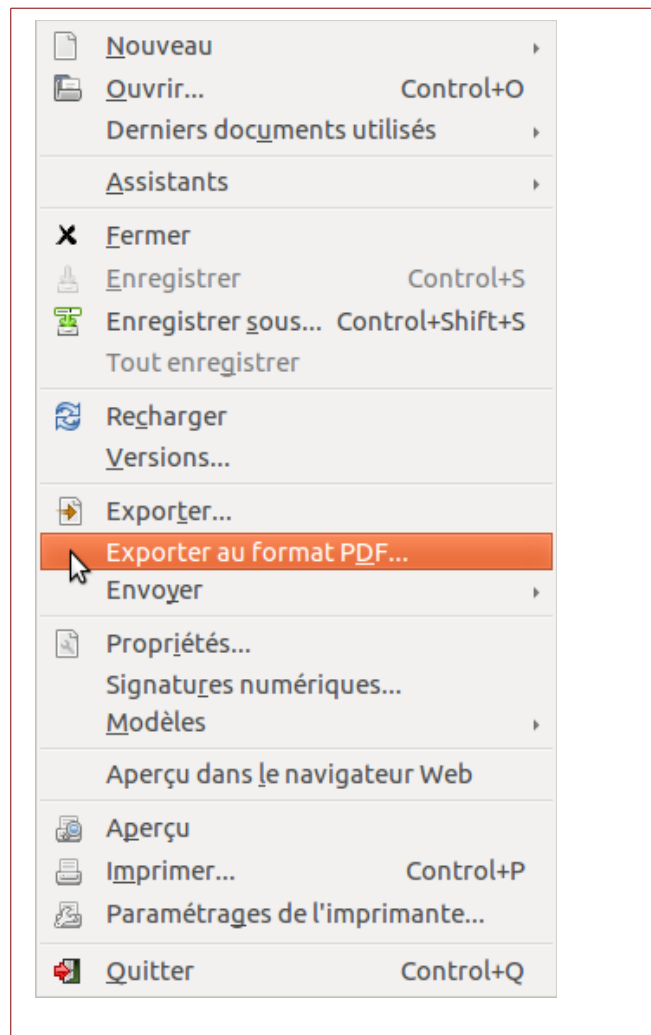 Nouveau
Ouvrir... Control+O
Derniers documents utilisés
Assistants
Fermer
Enregistrer Control+S
Enregistrer sous... Control+Shift+S
Tout enregistrer
Recharger
Versions...
Exporter...
Exporter au format PDF...
Envoyer
Propriétés...
Signatures numériques...
Modèles
Aperçu dans le navigateur Web
Aperçu
Imprimer... Control+P
Paramétrages de l'imprimante...
Quitter Control+Q